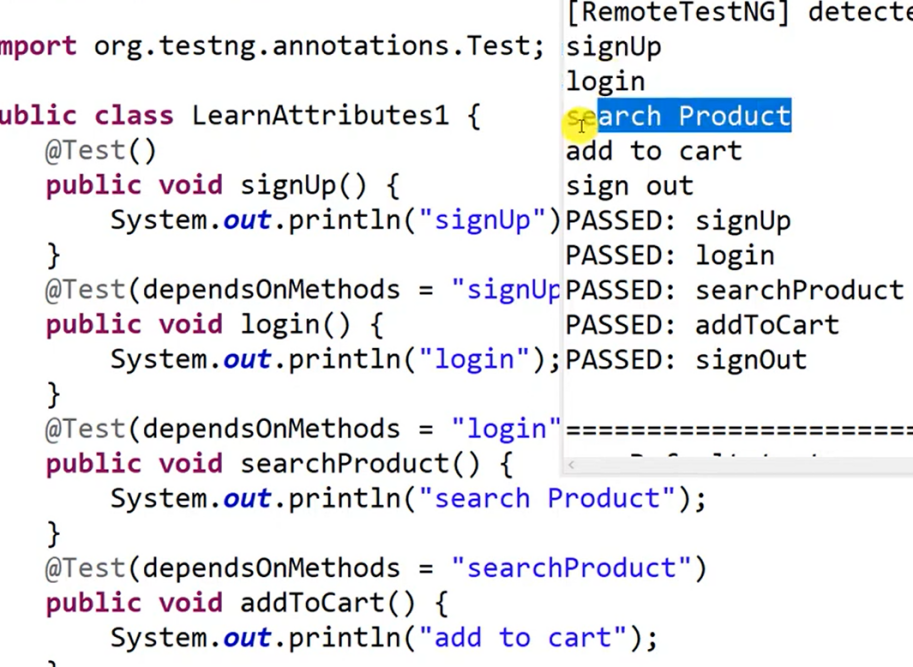 mport org.testng.annotations.Test;
ublic class LearnAttributes1 {
@Test()
public void signUp() {
System.out.println("signUp")
}
@Test(dependsOnMethods = "signUp
public void login() {
System.out.println("login");
}
@Test(dependsOnMethods = "login"
public void searchProduct() {
System.out.println("search Product");
}
@Test(dependsOnMethods = "searchProduct")
public void addToCart() {
System.out.println("add to cart");
[RemoteTestNG] detecte
signUp
login
search Product
add to cart
sign out
PASSED: signUp
PASSED: login
PASSED: searchProduct
PASSED: addToCart
PASSED: signOut
======================